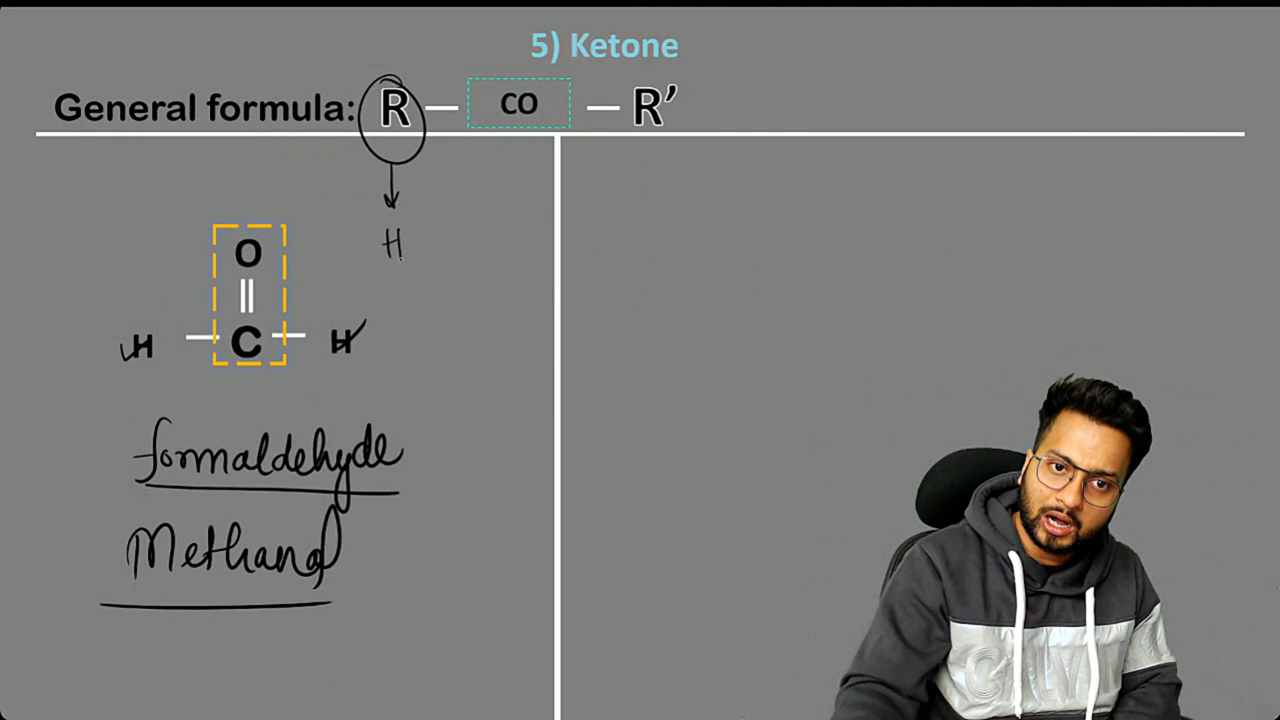 5) Ketone
General formula: R — CO — R’
H
O
||
H — C — H
formaldehyde
Methanal